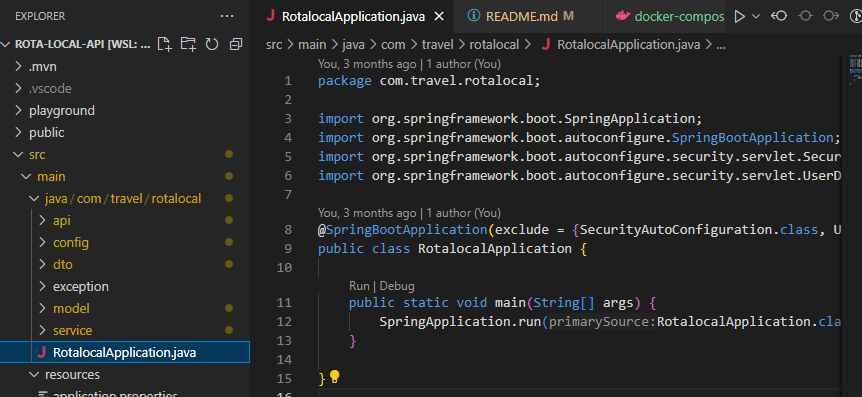 EXPLORER
ROTA-LOCAL-API [WSL: ...
.mvn
.vscode
playground
public
src
main
java / com / travel / rotalocal
api
config
dto
exception
model
service
RotalocalApplication.java
resources
application.properties
RotalocalApplication.java
README.md M
docker-compos
src > main > java > com > travel > rotalocal > RotalocalApplication.java > ...
You, 3 months ago | 1 author (You)
1 package com.travel.rotalocal;
2
3 import org.springframework.boot.SpringApplication;
4 import org.springframework.boot.autoconfigure.SpringBootApplication;
5 import org.springframework.boot.autoconfigure.security.servlet.Secur
6 import org.springframework.boot.autoconfigure.security.servlet.UserD
7
You, 3 months ago | 1 author (You)
8 @SpringBootApplication(exclude = {SecurityAutoConfiguration.class, U
9 public class RotalocalApplication {
10
Run | Debug
11 public static void main(String[] args) {
12 SpringApplication.run(primarySource:RotalocalApplication.cla
13 }
14
15 }
16